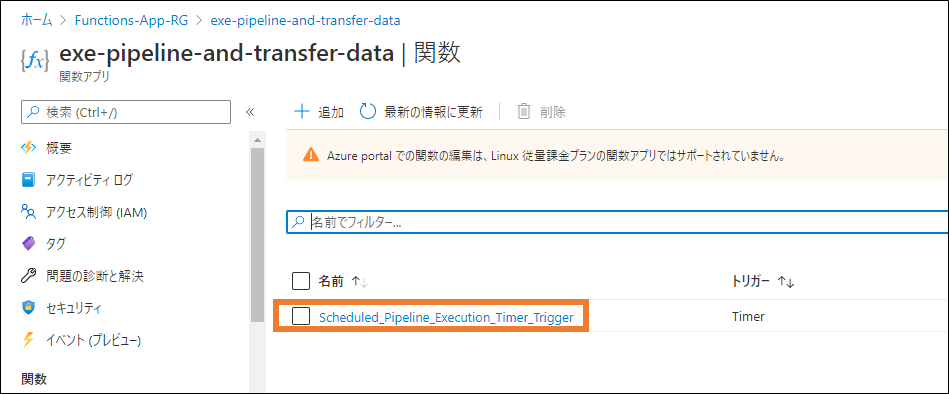 ホーム > Functions-App-RG > exe-pipeline-and-transfer-data
exe-pipeline-and-transfer-data | 関数
関数アプリ
検索 (Ctrl+/)
概要
アクティビティ ログ
アクセス制御 (IAM)
タグ
問題の診断と解決
セキュリティ
イベント (プレビュー)
関数
追加 最新の情報に更新 削除
Azure portal での関数の編集は、Linux 従量課金プランの関数アプリではサポートされていません。
名前でフィルター...
名前 トリガー
Scheduled_Pipeline_Execution_Timer_Trigger Timer